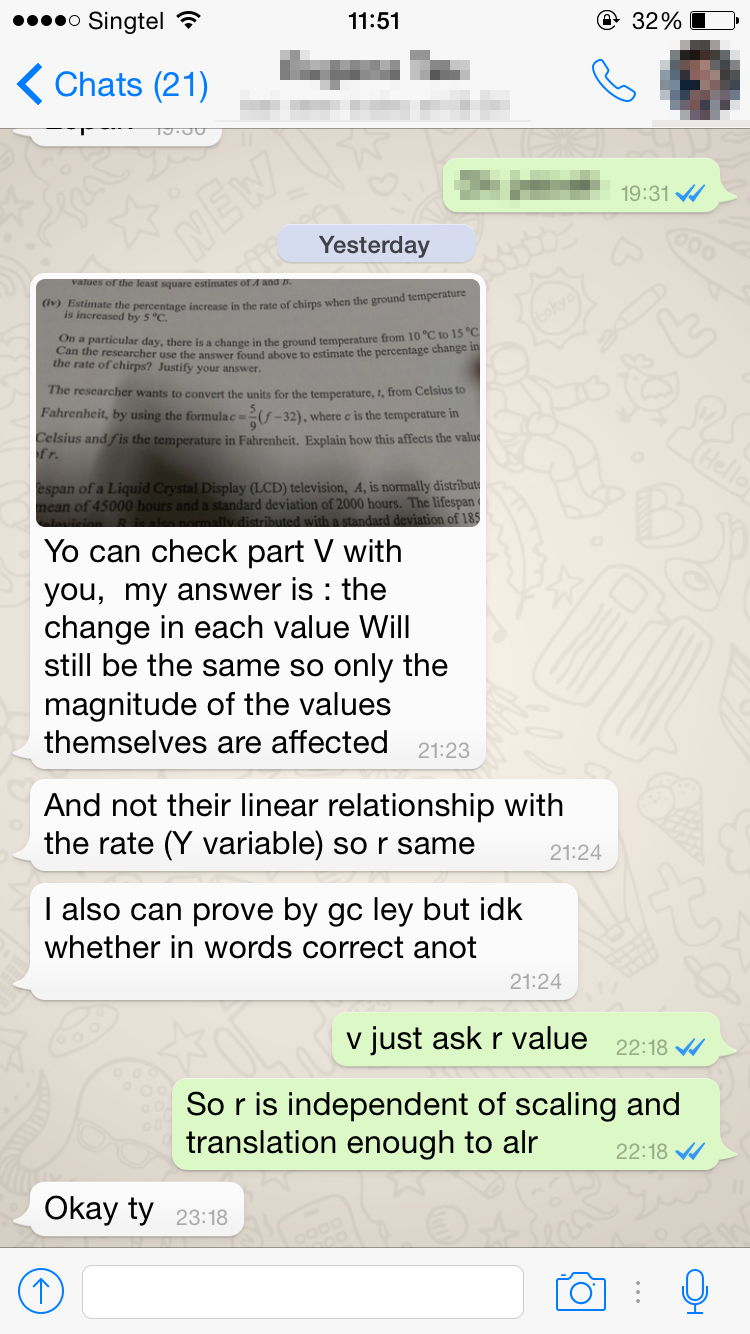 Singtel 11:51 32%
Chats (21)
19:30
19:31
Yesterday
values of the least square estimates of A and B.
(iv) Estimate the percentage increase in the rate of chirps when the ground temperature
is increased by 5 °C.
On a particular day, there is a change in the ground temperature from 10 °C to 15 °C
Can the researcher use the answer found above to estimate the percentage change in
the rate of chirps? Justify your answer.
The researcher wants to convert the units for the temperature, t, from Celsius to
Fahrenheit, by using the formula c = 5/9 (f − 32), where c is the temperature in
Celsius and f is the temperature in Fahrenheit. Explain how this affects the value
of r.
espan of a Liquid Crystal Display (LCD) television, A, is normally distribute
mean of 45000 hours and a standard deviation of 2000 hours. The lifespan
television, B, is also normally distributed with a standard deviation of 185
Yo can check part V with
you, my answer is : the
change in each value Will
still be the same so only the
magnitude of the values
themselves are affected 21:23
And not their linear relationship with
the rate (Y variable) so r same 21:24
I also can prove by gc ley but idk
whether in words correct anot
21:24
v just ask r value 22:18
So r is independent of scaling and
translation enough to alr 22:18
Okay ty 23:18